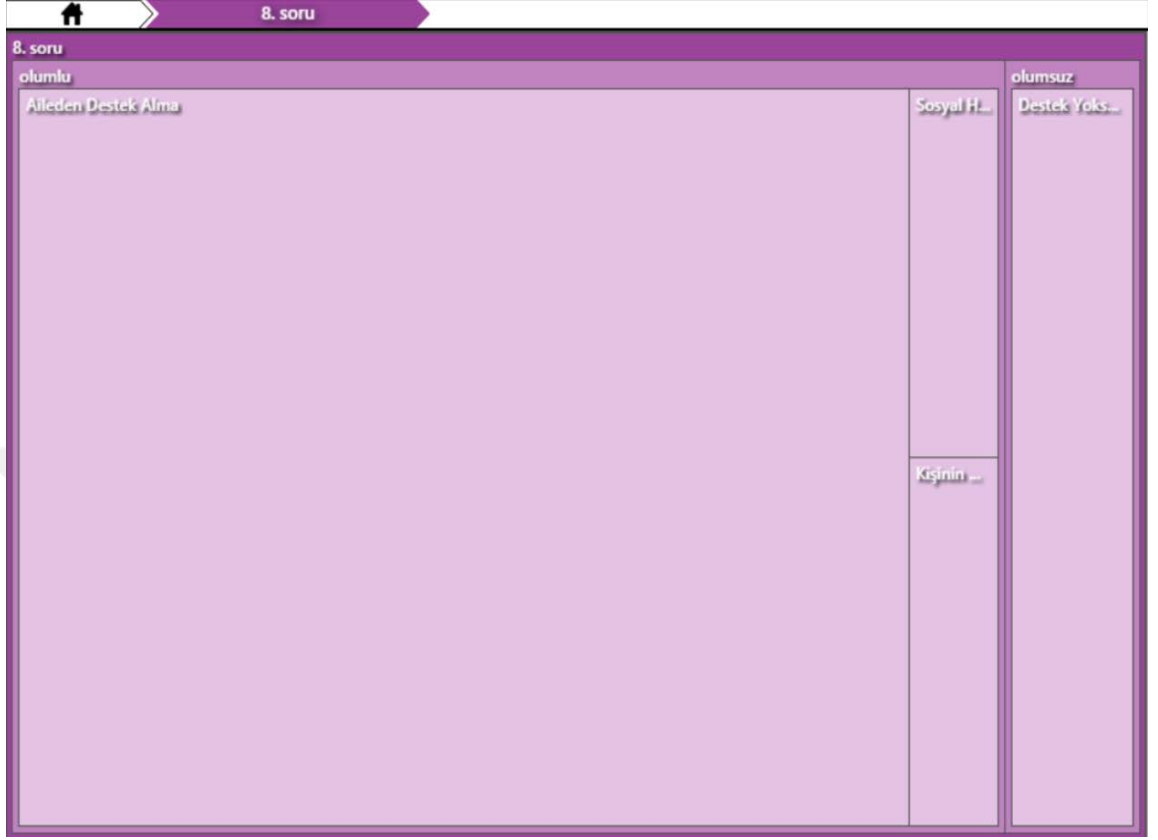 8. soru
8. soru
olumlu
olumsuz
Aileden Destek Alma
Sosyal H...
Destek Yoks...
Kişinin ...